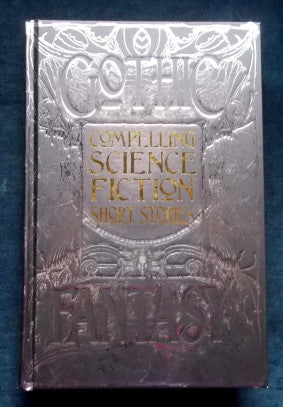 GOTHIC
COMPELLING
SCIENCE
FICTION
SHORT STORIES
FANTASY